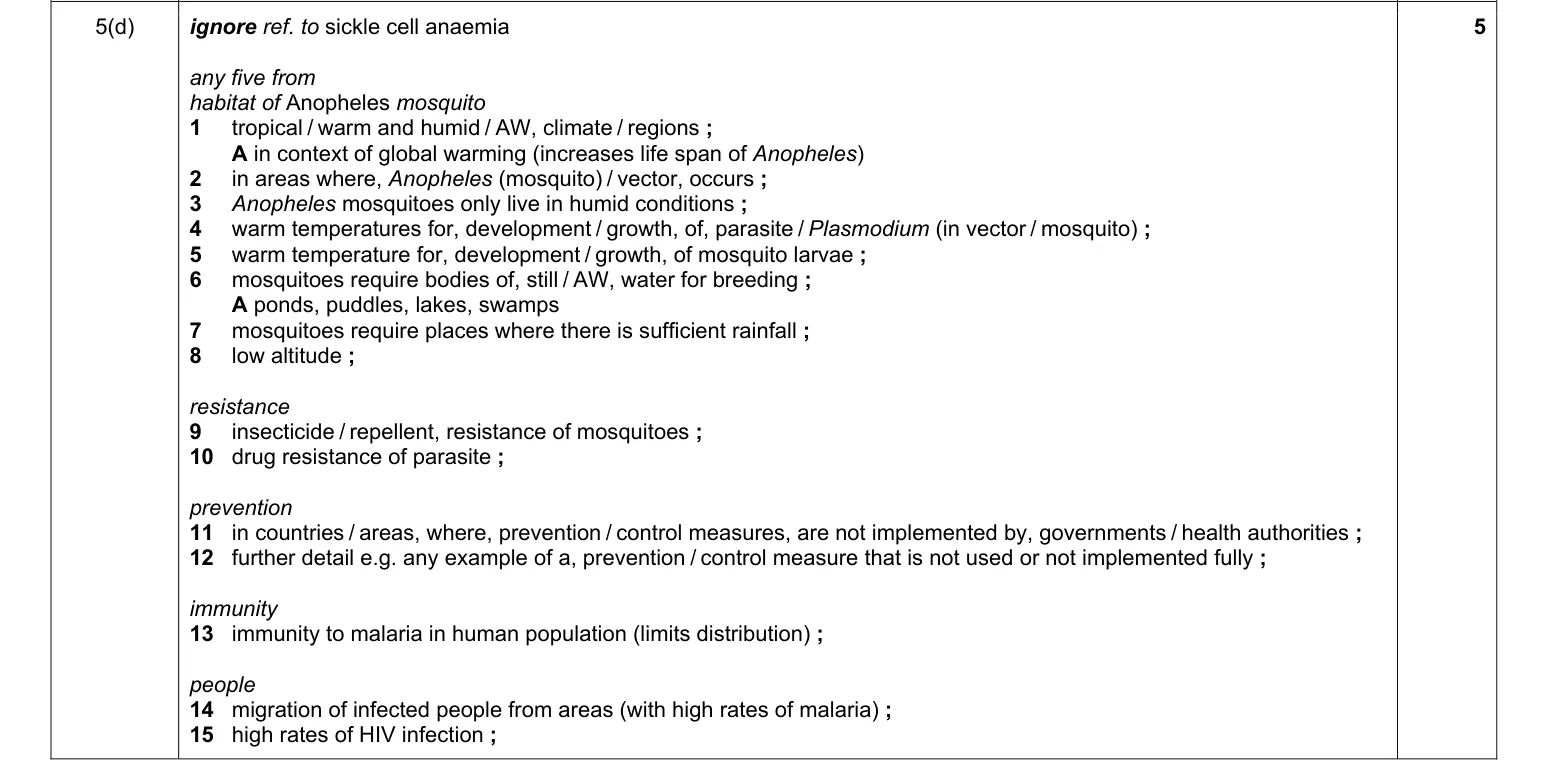 5(d) ignore ref. to sickle cell anaemia 5
any five from
habitat of Anopheles mosquito
1 tropical / warm and humid / AW, climate / regions ;
A in context of global warming (increases life span of Anopheles)
2 in areas where, Anopheles (mosquito) / vector, occurs ;
3 Anopheles mosquitoes only live in humid conditions ;
4 warm temperatures for, development / growth, of, parasite / Plasmodium (in vector / mosquito) ;
5 warm temperature for, development / growth, of mosquito larvae ;
6 mosquitoes require bodies of, still / AW, water for breeding ;
A ponds, puddles, lakes, swamps
7 mosquitoes require places where there is sufficient rainfall ;
8 low altitude ;
resistance
9 insecticide / repellent, resistance of mosquitoes ;
10 drug resistance of parasite ;
prevention
11 in countries / areas, where, prevention / control measures, are not implemented by, governments / health authorities ;
12 further detail e.g. any example of a, prevention / control measure that is not used or not implemented fully ;
immunity
13 immunity to malaria in human population (limits distribution) ;
people
14 migration of infected people from areas (with high rates of malaria) ;
15 high rates of HIV infection ;